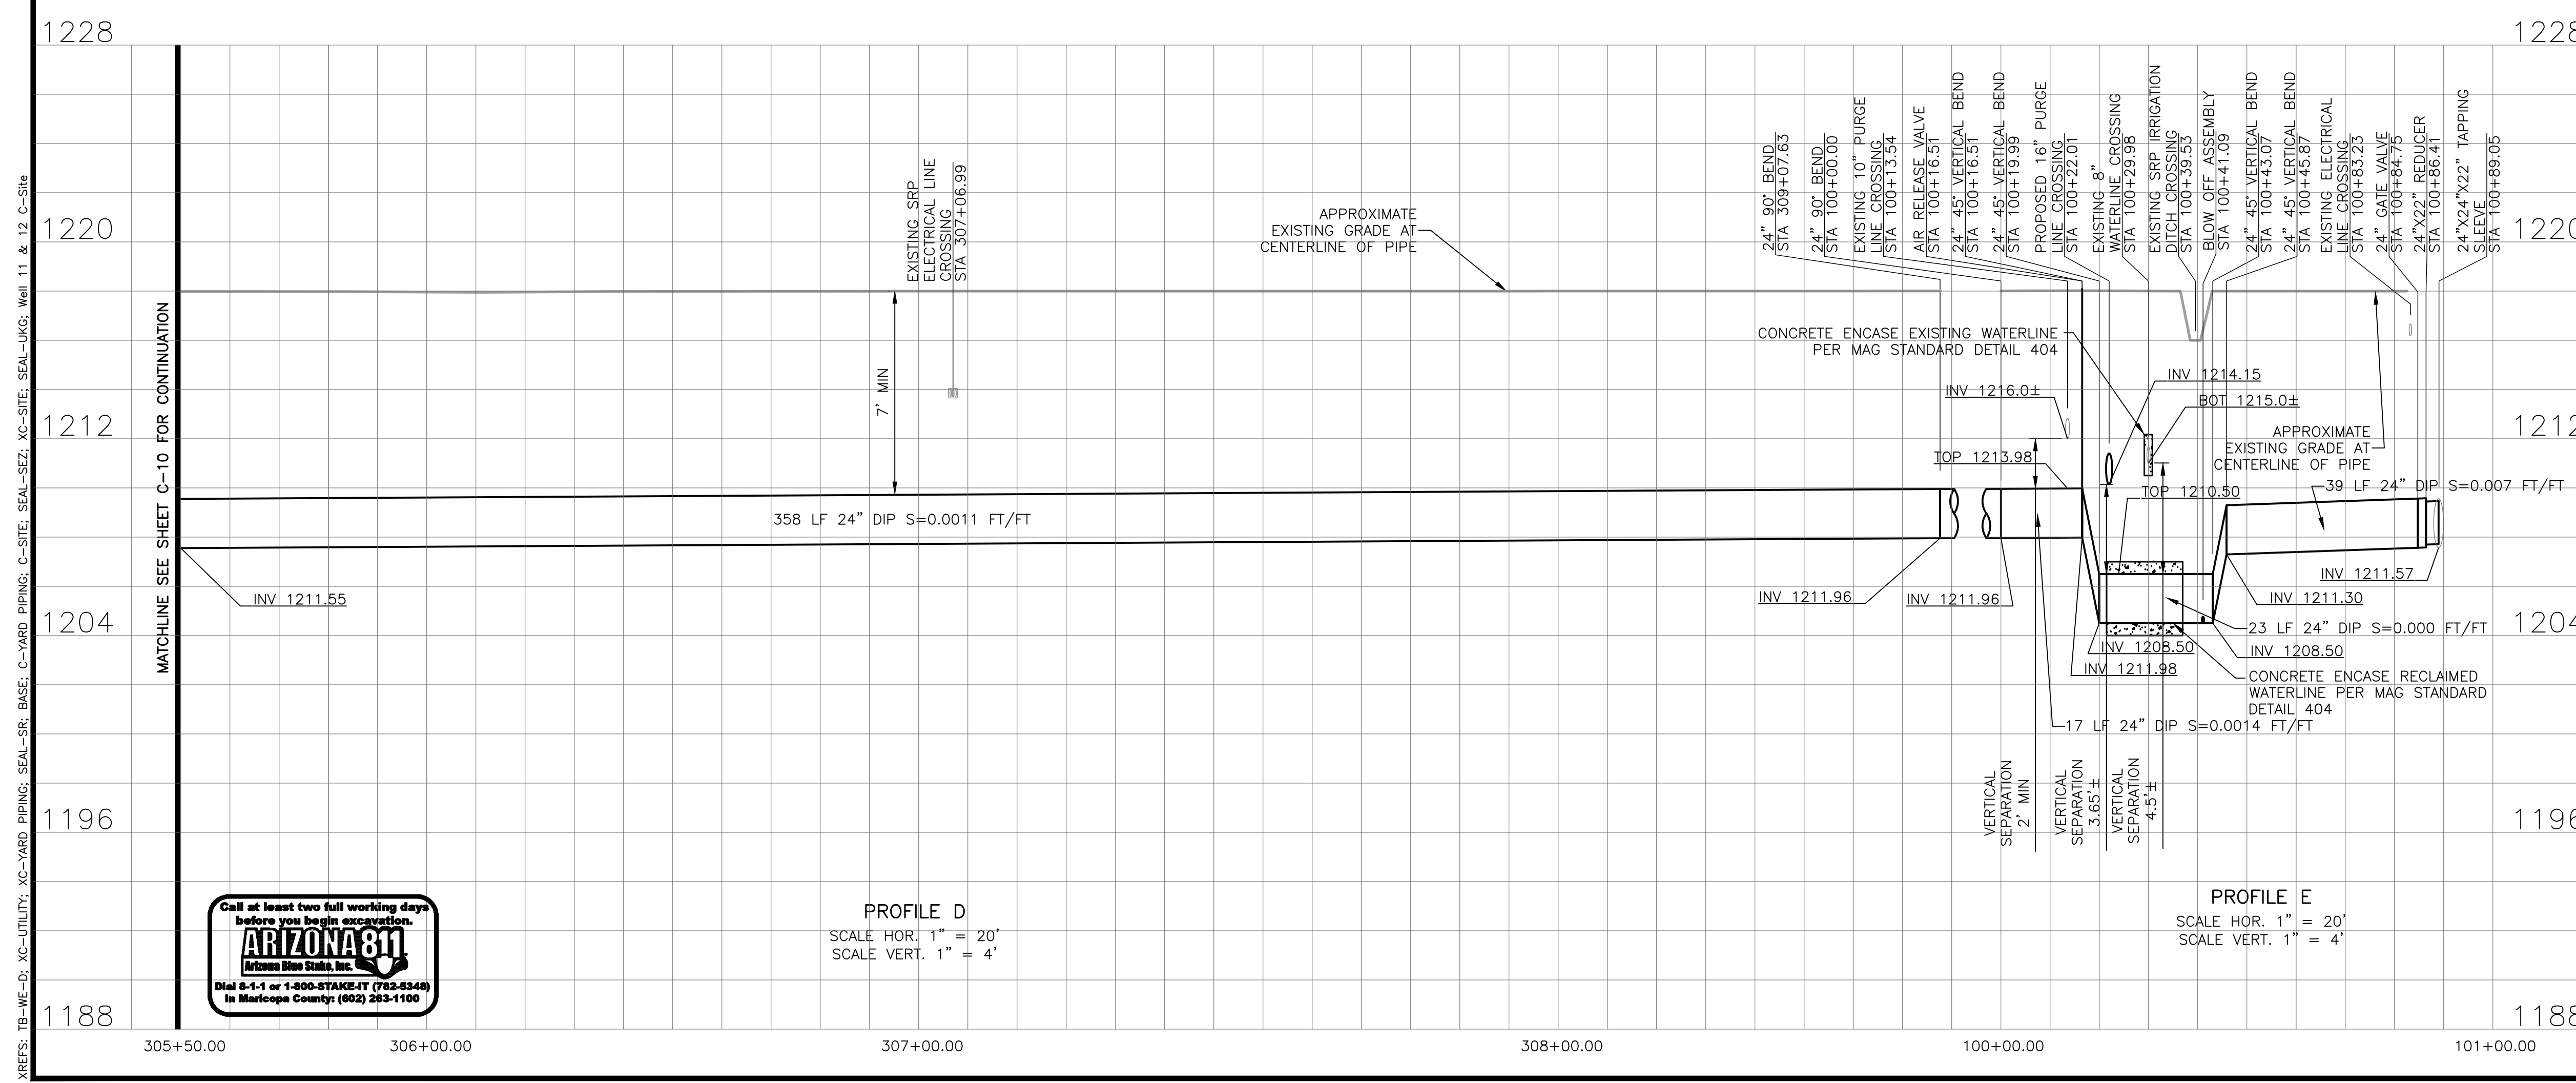 1228
1220
1212
1204
1196
1188
1228
1220
1212
1204
1196
1188
XREFS: TB-WE-D; XC-UTILITY; XC-YARD PIPING; SEAL-SR; BASE; C-YARD PIPING; C-SITE; SEAL-SEZ; XC-SITE; SEAL-UKG; Well 11 & 12 C-Site
MATCHLINE SEE SHEET C-10 FOR CONTINUATION
EXISTING SRP
ELECTRICAL LINE
CROSSING
STA 307+06.99
APPROXIMATE
EXISTING GRADE AT
CENTERLINE OF PIPE
7' MIN
358 LF 24" DIP S=0.0011 FT/FT
INV 1211.55
24" 90° BEND
STA 309+07.63
24" 90° BEND
STA 100+00.00
EXISTING 10" PURGE
LINE CROSSING
STA 100+13.54
AIR RELEASE VALVE
STA 100+16.51
24" 45° VERTICAL BEND
STA 100+16.51
24" 45° VERTICAL BEND
STA 100+19.99
PROPOSED 16" PURGE
LINE CROSSING
STA 100+22.01
EXISTING 8"
WATERLINE CROSSING
STA 100+29.98
EXISTING SRP IRRIGATION
DITCH CROSSING
STA 100+39.53
BLOW OFF ASSEMBLY
STA 100+41.09
24" 45° VERTICAL BEND
STA 100+43.07
24" 45° VERTICAL BEND
STA 100+45.87
EXISTING ELECTRICAL
LINE CROSSING
STA 100+83.23
24" GATE VALVE
STA 100+84.75
24"X22" REDUCER
STA 100+86.41
24"X24"X22" TAPPING
SLEEVE
STA 100+89.05
CONCRETE ENCASE EXISTING WATERLINE
PER MAG STANDARD DETAIL 404
INV 1214.15
INV 1216.0±
BOT 1215.0±
APPROXIMATE
EXISTING GRADE AT
CENTERLINE OF PIPE
TOP 1213.98
TOP 1210.50
39 LF 24" DIP S=0.007 FT/FT
INV 1211.57
INV 1211.96
INV 1211.96
INV 1211.30
23 LF 24" DIP S=0.000 FT/FT
INV 1208.50
INV 1208.50
INV 1211.98
CONCRETE ENCASE RECLAIMED
WATERLINE PER MAG STANDARD
DETAIL 404
17 LF 24" DIP S=0.0014 FT/FT
VERTICAL
SEPARATION
2' MIN
VERTICAL
SEPARATION
3.65'±
VERTICAL
SEPARATION
4.5'±
Call at least two full working days
before you begin excavation.
ARIZONA 811
Arizona Blue Stake, Inc.
Dial 8-1-1 or 1-800-STAKE-IT (782-5348)
In Maricopa County: (602) 263-1100
PROFILE D
SCALE HOR. 1" = 20'
SCALE VERT. 1" = 4'
PROFILE E
SCALE HOR. 1" = 20'
SCALE VERT. 1" = 4'
305+50.00
306+00.00
307+00.00
308+00.00
100+00.00
101+00.00